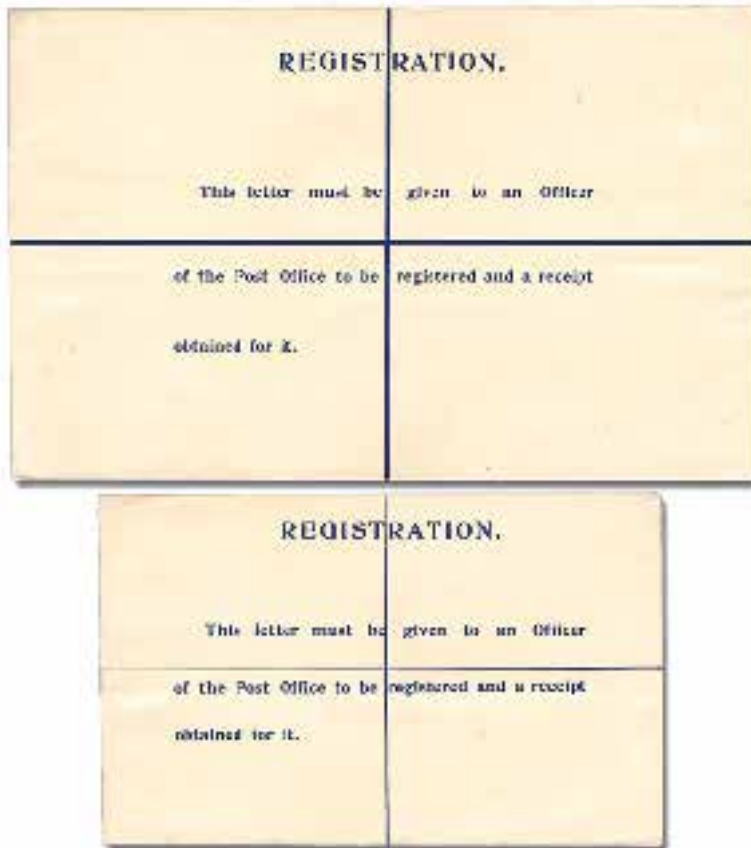 REGISTRATION.
This letter must be given to an Officer
of the Post Office to be registered and a receipt
obtained for it.
REGISTRATION.
This letter must be given to an Officer
of the Post Office to be registered and a receipt
obtained for it.